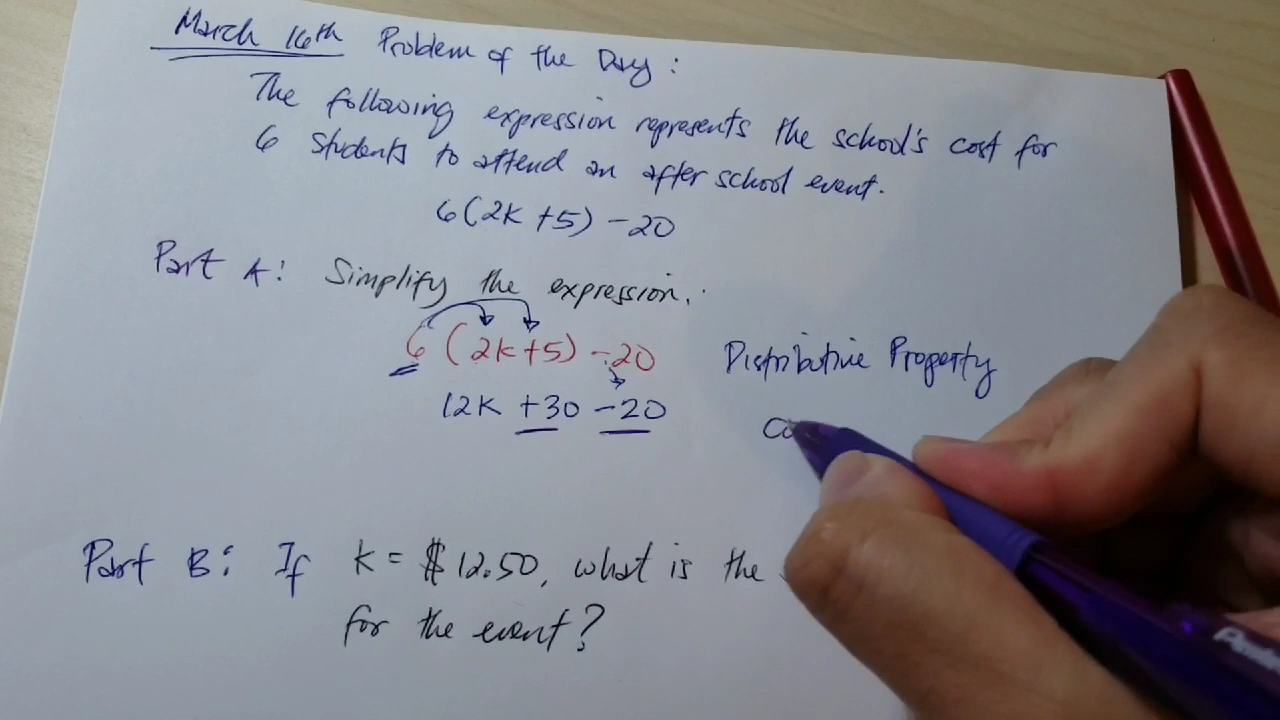 March 16th Problem of the Day:
The following expression represents the school's cost for
6 students to attend an after school event.
6(2k+5) -20
Part A: Simplify the expression.
6(2k+5) -20 Distributive Property
12k +30 -20 Co
Part B: If k = $12.50, what is the
for the event?